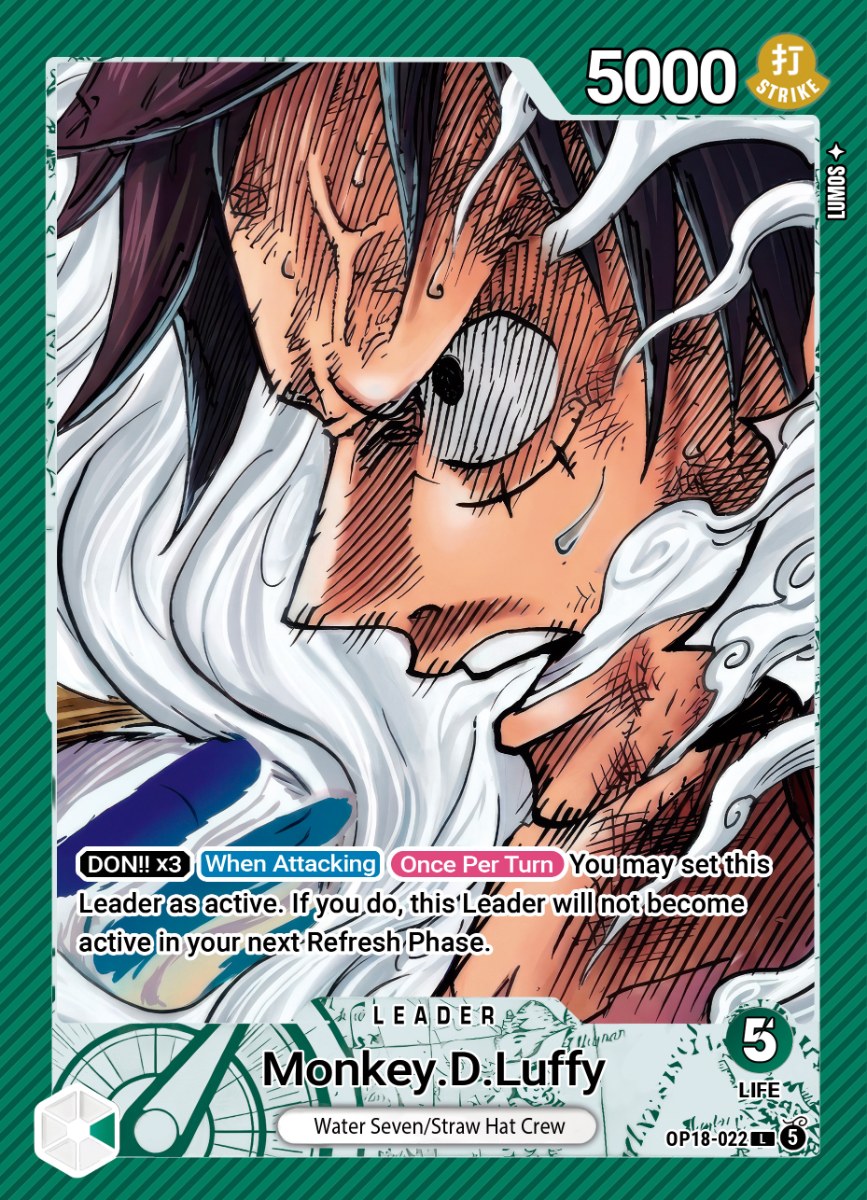 5000
打
STRIKE
LUMOS
DON!! x3 When Attacking Once Per Turn You may set this
Leader as active. If you do, this Leader will not become
active in your next Refresh Phase.
LEADER
5
Monkey.D.Luffy
LIFE
Water Seven/Straw Hat Crew
OP18-022 L 5